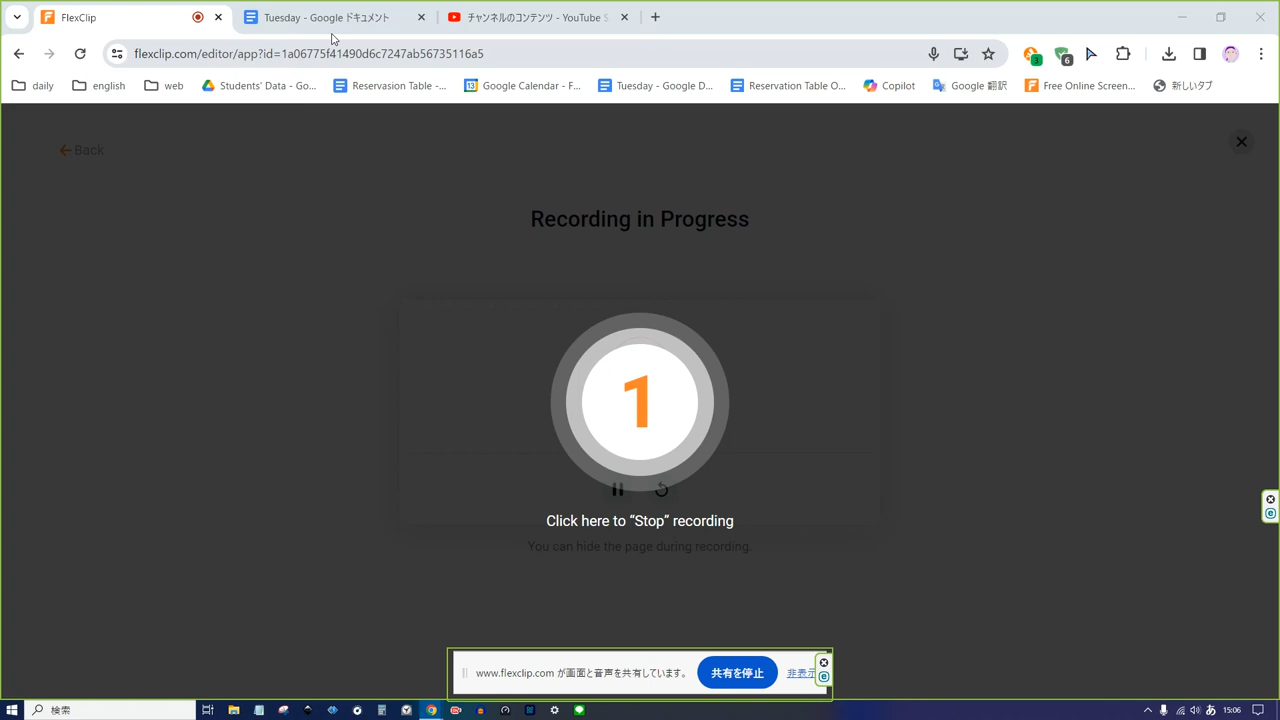 FlexClip
Tuesday - Google ドキュメント
チャンネルのコンテンツ - YouTube S
flexclip.com/editor/app?id=1a06775f41490d6c7247ab56735116a5
3
6
daily
english
web
Students' Data - Go...
Reservasion Table -...
13
Google Calendar - F...
Tuesday - Google D...
Reservation Table O...
Copilot
Google 翻訳
Free Online Screen...
新しいタブ
Back
Recording in Progress
1
Click here to “Stop” recording
You can hide the page during recording.
www.flexclip.com が画面と音声を共有しています。
共有を停止
非表示
検索
あ
15:06